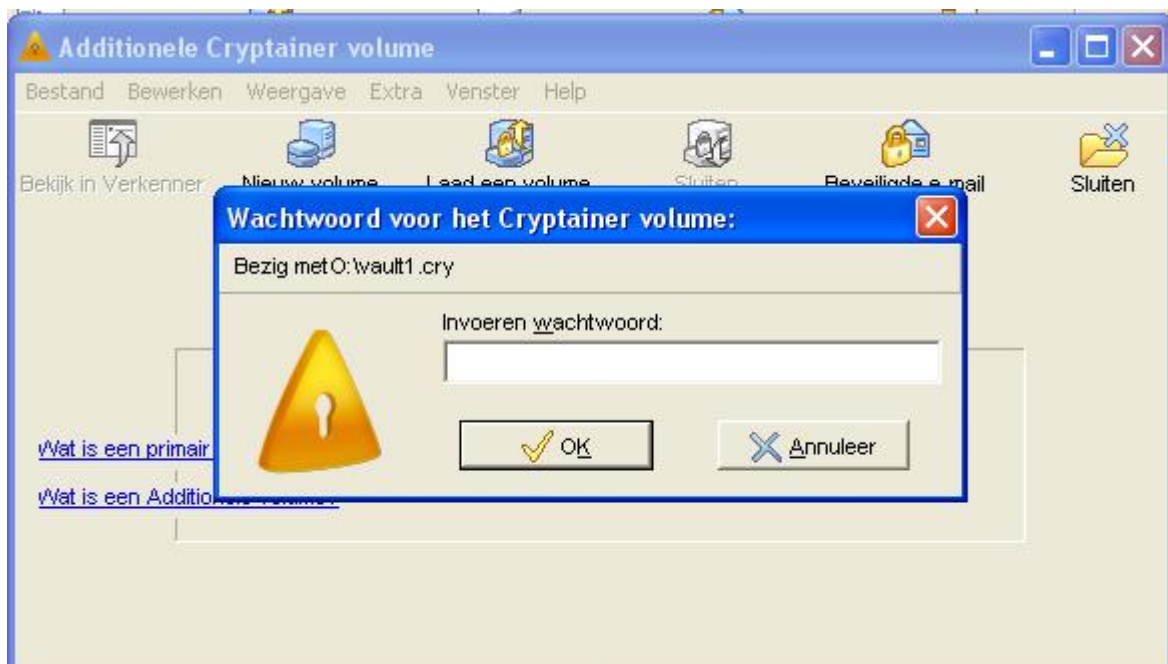 Additionele Cryptainer volume
Bestand Bewerken Weergave Extra Venster Help
Bekijk in Verkenner Nieuw volume Laad een volume Sluiten Beveiligde e-mail Sluiten
Wachtwoord voor het Cryptainer volume:
Bezig met O:\vault1.cry
Invoeren wachtwoord:
OK Annuleer
Wat is een primair
Wat is een Additionele volume?